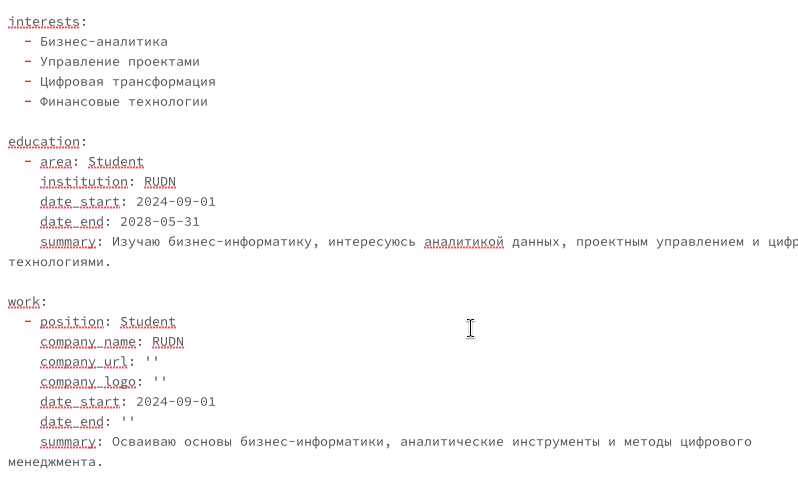 interests:
- Бизнес-аналитика
- Управление проектами
- Цифровая трансформация
- Финансовые технологии
education:
- area: Student
institution: RUDN
date_start: 2024-09-01
date_end: 2028-05-31
summary: Изучаю бизнес-информатику, интересуюсь аналитикой данных, проектным управлением и цифр
технологиями.
work:
- position: Student
company_name: RUDN
company_url: ''
company_logo: ''
date_start: 2024-09-01
date_end: ''
summary: Осваиваю основы бизнес-информатики, аналитические инструменты и методы цифрового
менеджмента.